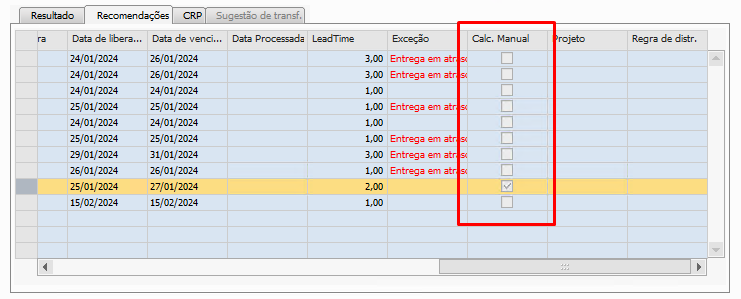 Resultado Recomendações CRP Sugestão de transf.
ra Data de libera... Data de venci... Data Processada LeadTime Exceção Calc. Manual Projeto Regra de distr.
24/01/2024 26/01/2024 3,00 Entrega em atraso
24/01/2024 26/01/2024 3,00 Entrega em atraso
24/01/2024 24/01/2024 1,00
25/01/2024 25/01/2024 1,00 Entrega em atraso
24/01/2024 24/01/2024 1,00
25/01/2024 25/01/2024 1,00 Entrega em atraso
29/01/2024 31/01/2024 3,00 Entrega em atraso
26/01/2024 26/01/2024 1,00 Entrega em atraso
25/01/2024 27/01/2024 2,00
15/02/2024 15/02/2024 1,00